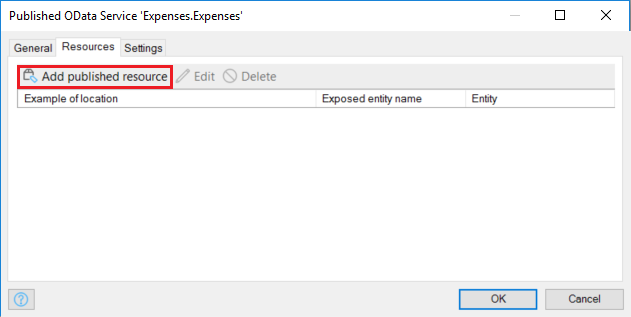 Published OData Service 'Expenses.Expenses'
General Resources Settings
Add published resource Edit Delete
Example of location Exposed entity name Entity
? OK Cancel